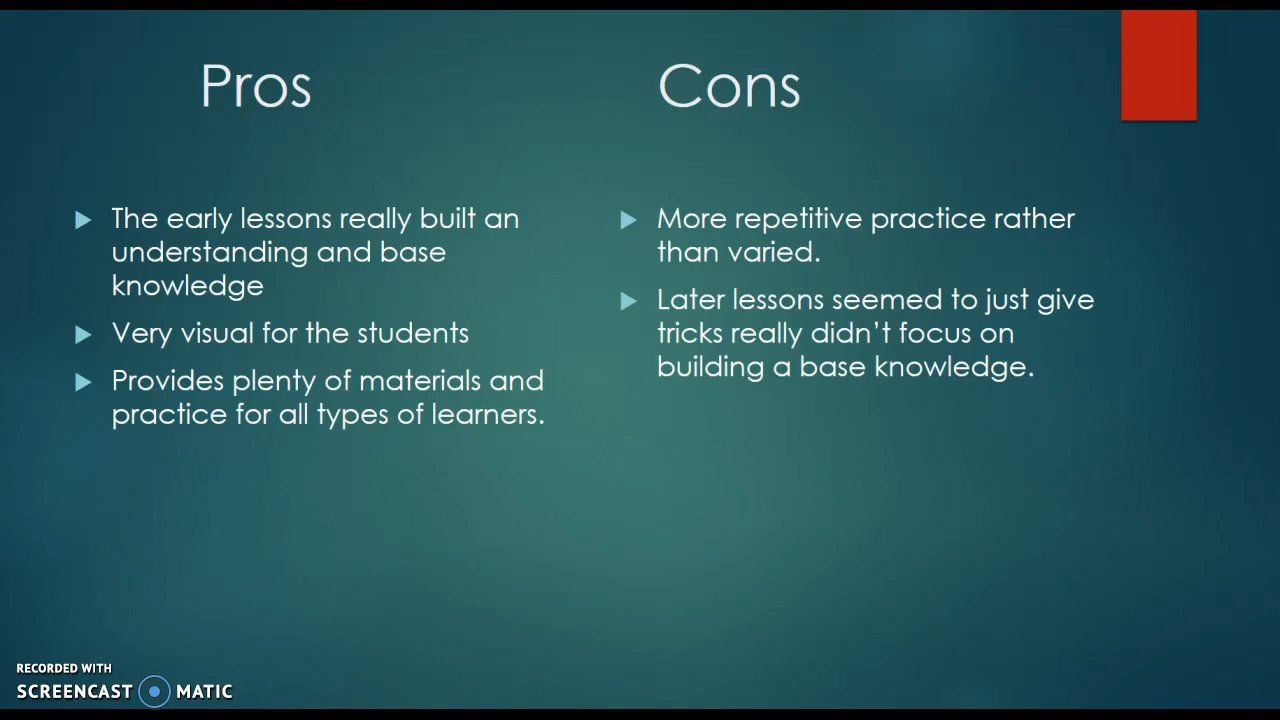 Pros
The early lessons really built an
understanding and base
knowledge
Very visual for the students
Provides plenty of materials and
practice for all types of learners.
Cons
More repetitive practice rather
than varied.
Later lessons seemed to just give
tricks really didn’t focus on
building a base knowledge.
RECORDED WITH
SCREENCAST MATIC